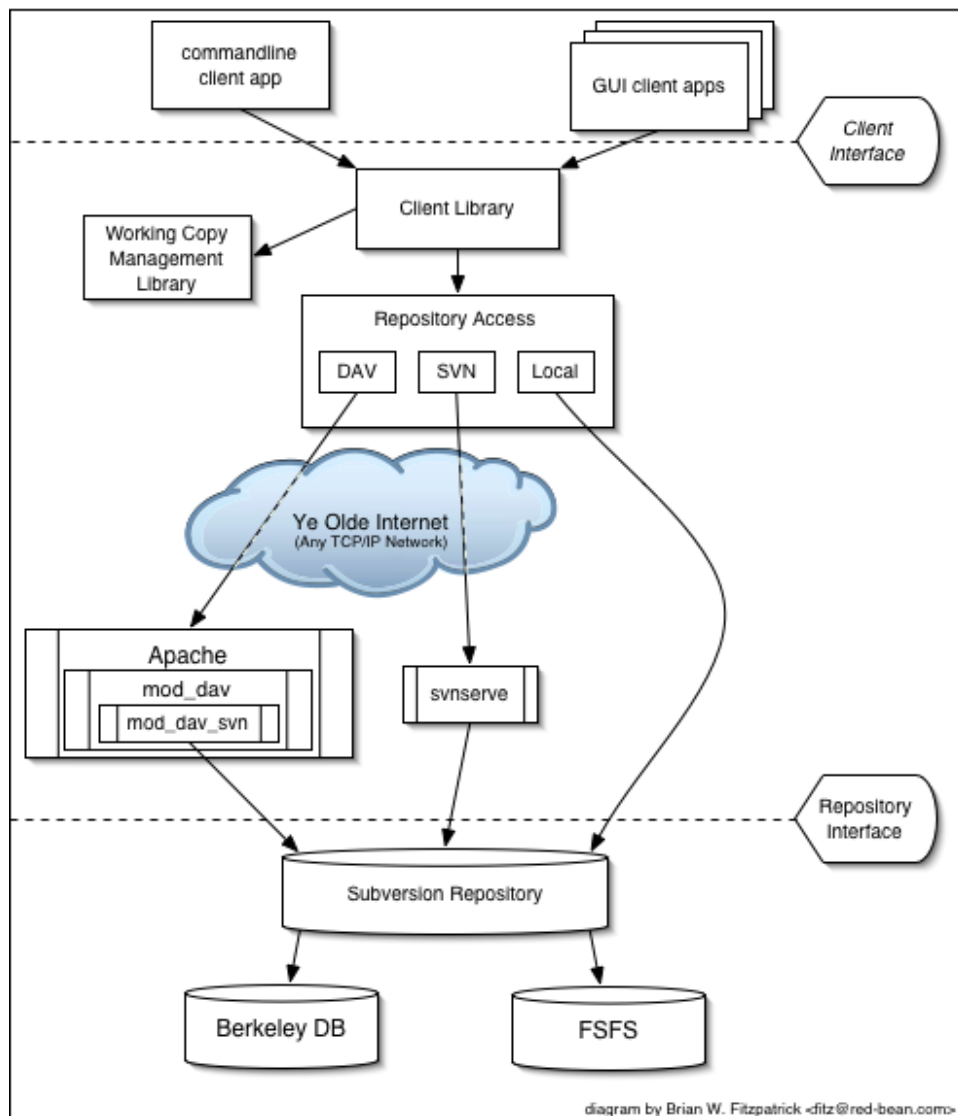 commandline
client app
GUI client apps
Client
Interface
Client Library
Working Copy
Management
Library
Repository Access
DAV
SVN
Local
Ye Olde Internet
(Any TCP/IP Network)
Apache
mod_dav
mod_dav_svn
svnserve
Repository
Interface
Subversion Repository
Berkeley DB
FSFS
diagram by Brian W. Fitzpatrick <fitz@red-bean.com>